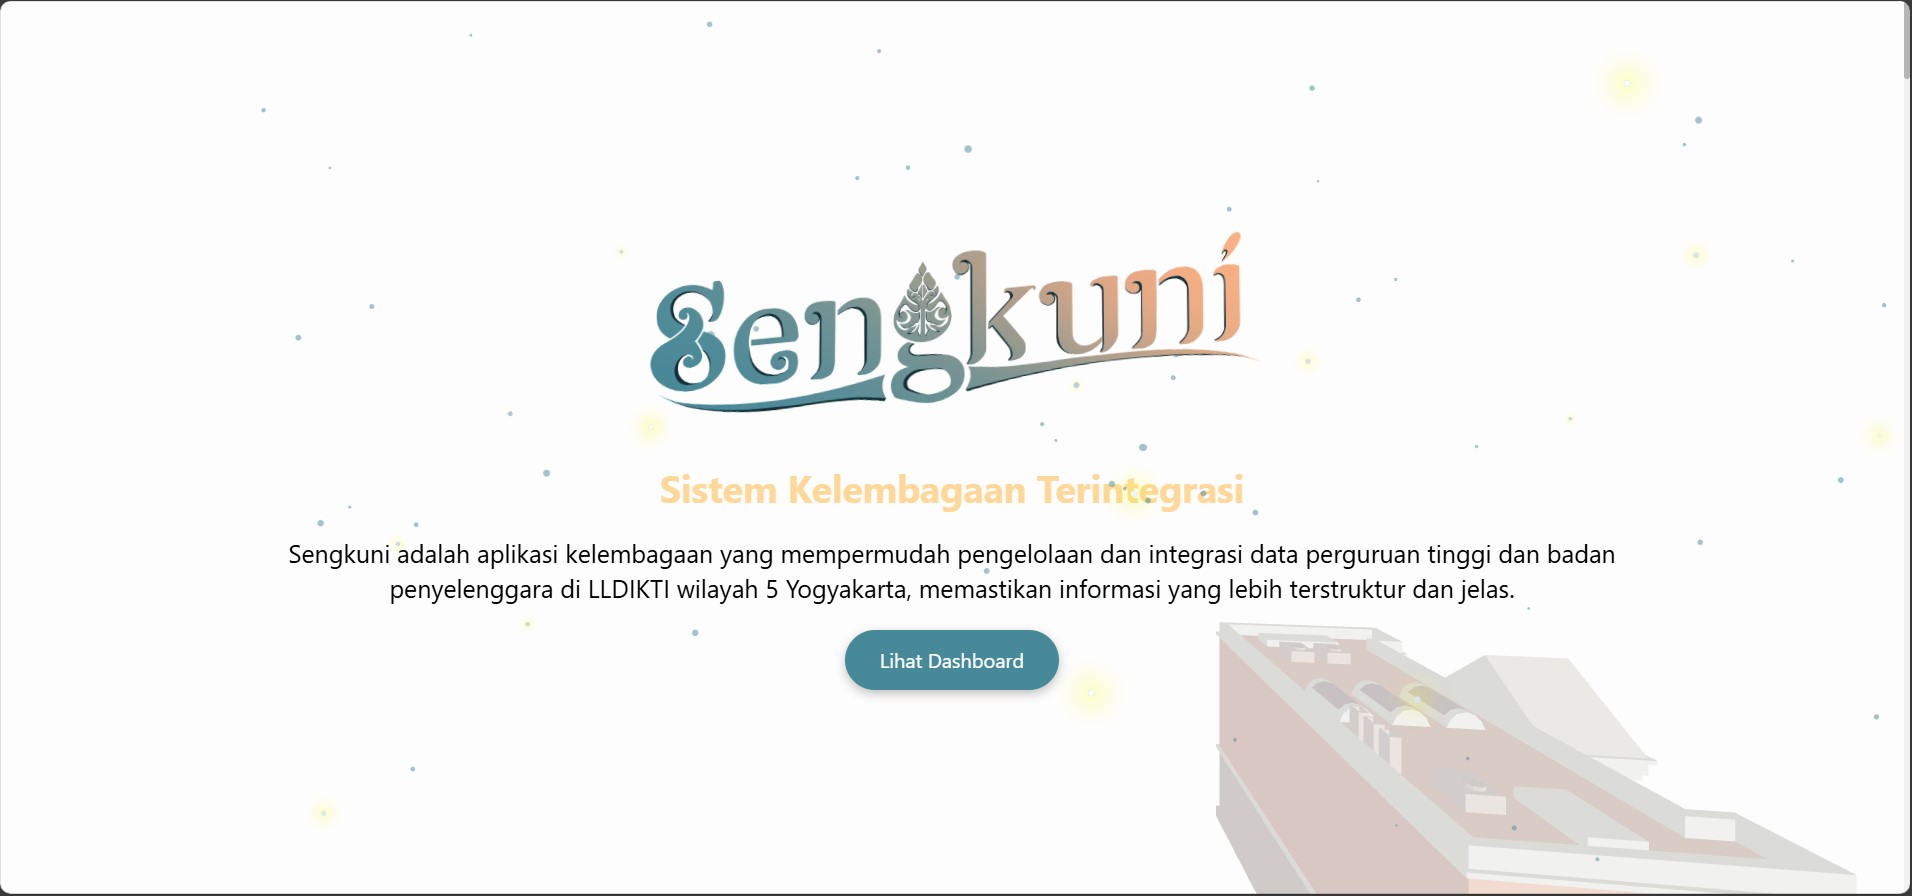 Sengkuni
Sistem Kelembagaan Terintegrasi
Sengkuni adalah aplikasi kelembagaan yang mempermudah pengelolaan dan integrasi data perguruan tinggi dan badan
penyelenggara di LLDIKTI wilayah 5 Yogyakarta, memastikan informasi yang lebih terstruktur dan jelas.
Lihat Dashboard